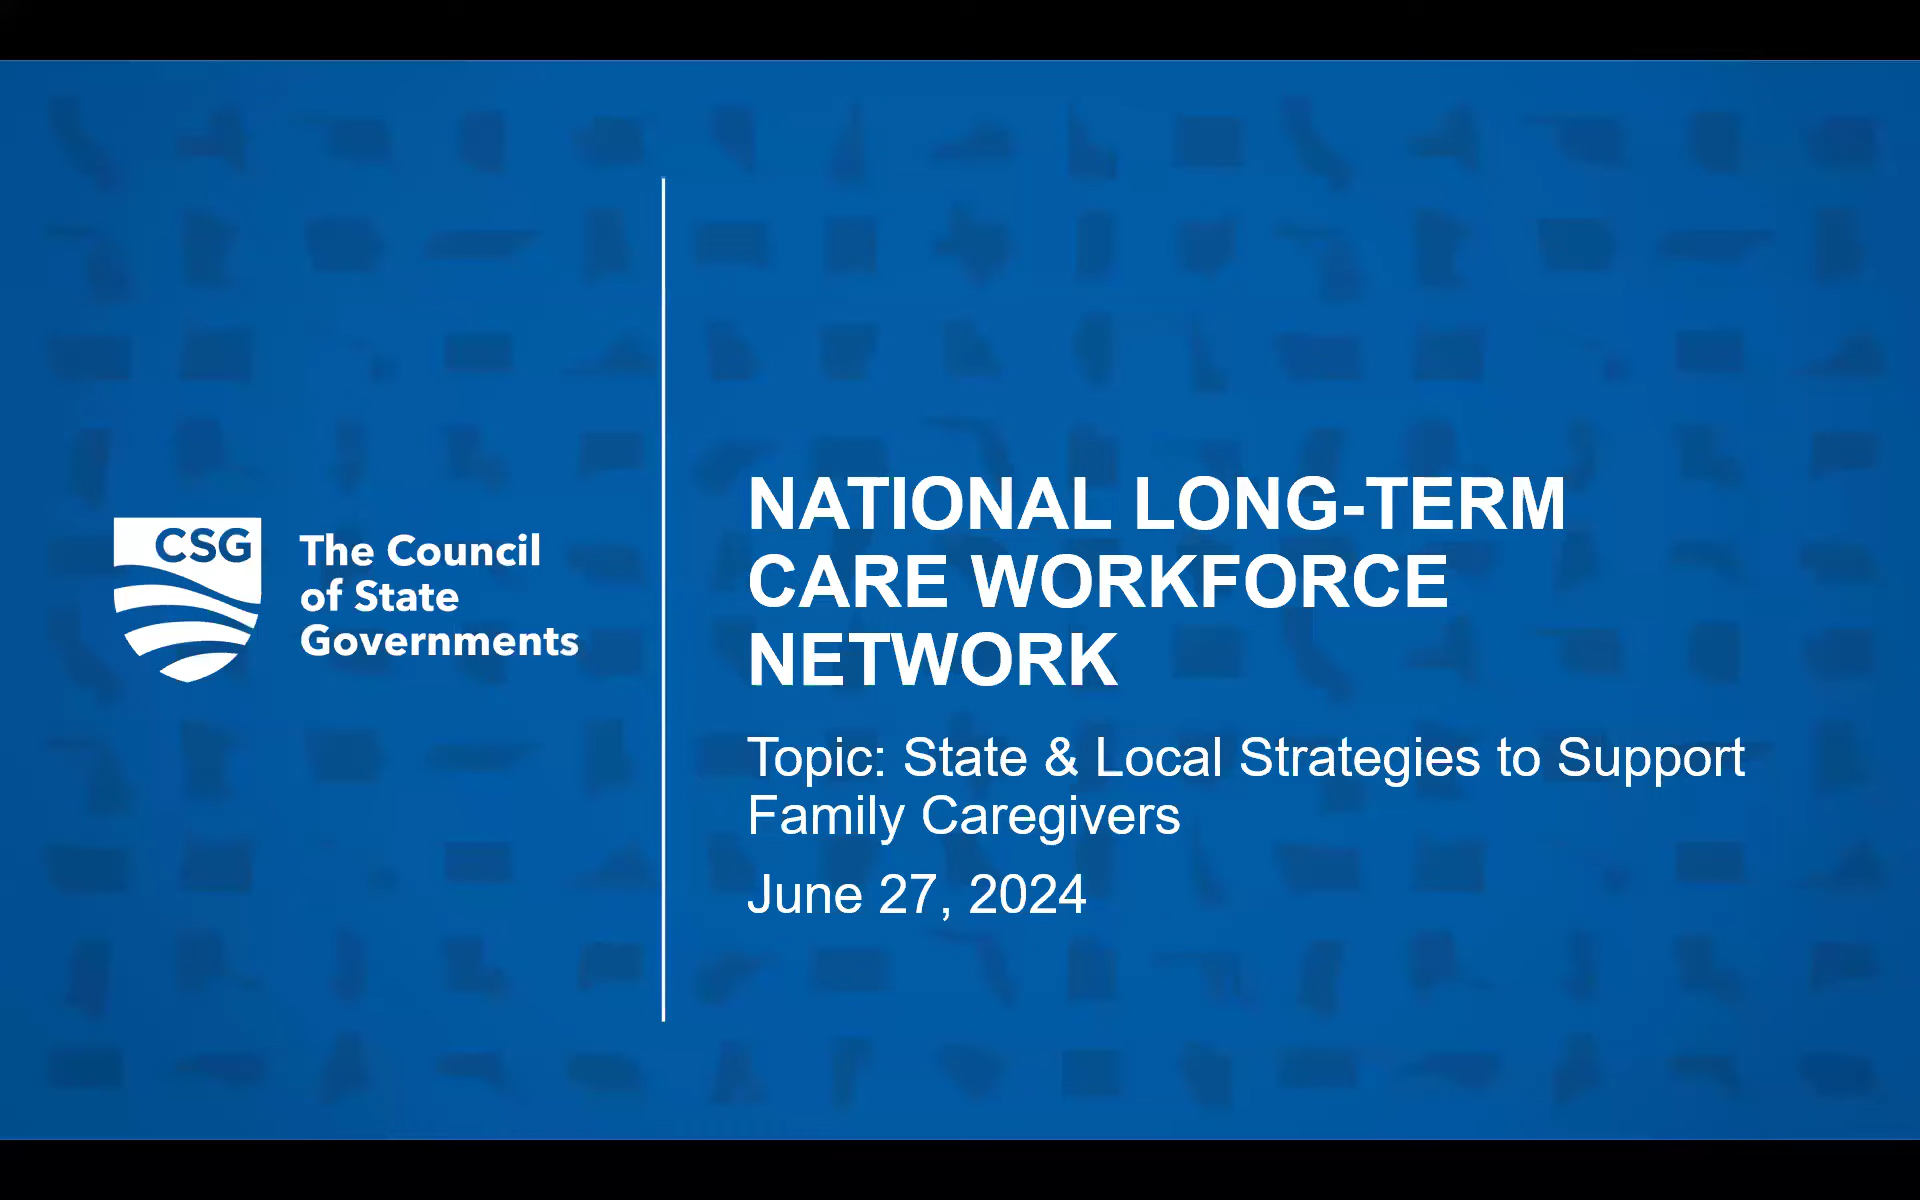 CSG
The Council
of State
Governments
NATIONAL LONG-TERM
CARE WORKFORCE
NETWORK
Topic: State & Local Strategies to Support
Family Caregivers
June 27, 2024